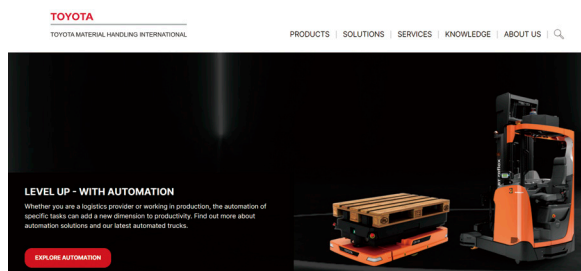 TOYOTA
TOYOTA MATERIAL HANDLING INTERNATIONAL
PRODUCTS | SOLUTIONS | SERVICES | KNOWLEDGE | ABOUT US |
LEVEL UP - WITH AUTOMATION
Whether you are a logistics provider or working in production, the automation of
specific tasks can add a new dimension to productivity. Find out more about
automation solutions and our latest automated trucks.
EXPLORE AUTOMATION